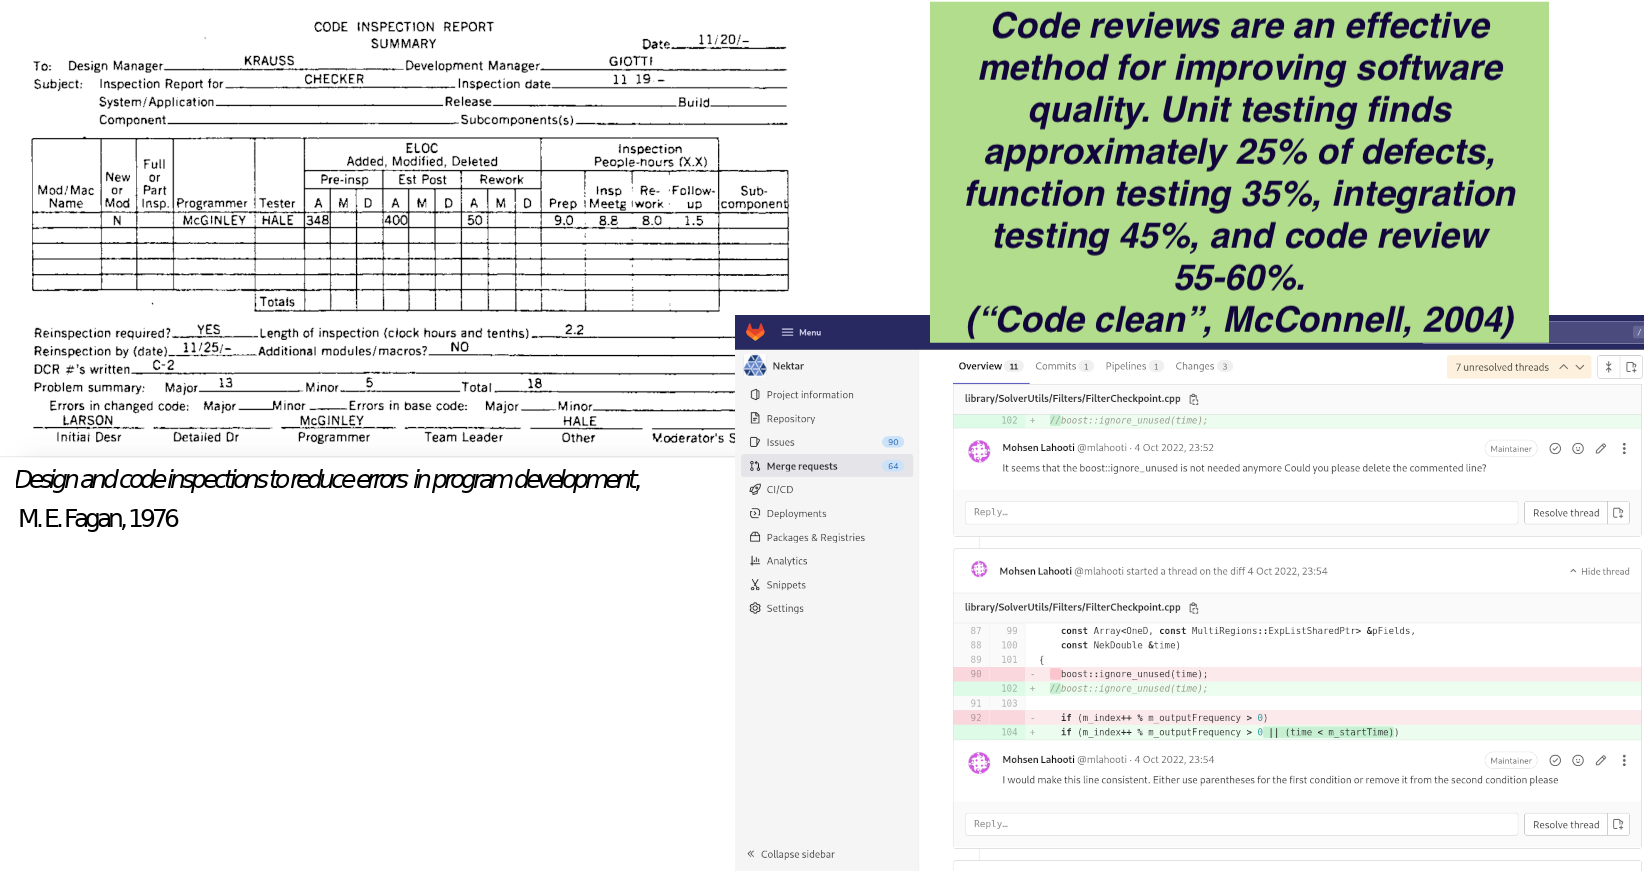 CODE INSPECTION REPORT
SUMMARY
Date 11/20/-
To: Design Manager KRAUSS Development Manager GIOTTI
Subject: Inspection Report for CHECKER Inspection date 11 19 -
System/Application Release Build
Component Subcomponents(s)
ELOC
Added, Modified, Deleted
Inspection
People-hours (X.X)
Full
or
Part
Insp.
New
or
Mod
Mod/Mac
Name
Programmer Tester
Pre-insp Est Post Rework
A M D A M D A M D
Prep Insp Meetg Re-work Follow-up
Sub-component
N McGINLEY HALE 348 400 50 9.0 8.8 8.0 1.5
Totals
Reinspection required? YES Length of inspection (clock hours and tenths) 2.2
Reinspection by (date) 11/25/- Additional modules/macros? NO
DCR #'s written C-2
Problem summary: Major 13 Minor 5 Total 18
Errors in changed code: Major Minor Errors in base code: Major Minor
LARSON McGINLEY HALE
Initial Desr Detailed Dr Programmer Team Leader Other Moderator's S
Design and code inspections to reduce errors in program development,
M. E. Fagan, 1976
Code reviews are an effective
method for improving software
quality. Unit testing finds
approximately 25% of defects,
function testing 35%, integration
testing 45%, and code review
55-60%.
(“Code clean”, McConnell, 2004)
Menu
/
Nektar
Project information
Repository
Issues 90
Merge requests 64
CI/CD
Deployments
Packages & Registries
Analytics
Snippets
Settings
Collapse sidebar
Overview 11 Commits 1 Pipelines 1 Changes 3
7 unresolved threads
library/SolverUtils/Filters/FilterCheckpoint.cpp
102 + //boost::ignore_unused(time);
Mohsen Lahooti @mlahooti · 4 Oct 2022, 23:52
Maintainer
It seems that the boost::ignore_unused is not needed anymore Could you please delete the commented line?
Reply…
Resolve thread
Mohsen Lahooti @mlahooti started a thread on the diff 4 Oct 2022, 23:54
Hide thread
library/SolverUtils/Filters/FilterCheckpoint.cpp
87 99 const Array<OneD, const MultiRegions::ExpListSharedPtr> &pFields,
88 100 const NekDouble &time)
89 101 {
90 - boost::ignore_unused(time);
102 + //boost::ignore_unused(time);
91 103
92 - if (m_index++ % m_outputFrequency > 0)
104 + if (m_index++ % m_outputFrequency > 0 || (time < m_startTime))
Mohsen Lahooti @mlahooti · 4 Oct 2022, 23:54
Maintainer
I would make this line consistent. Either use parentheses for the first condition or remove it from the second condition please
Reply…
Resolve thread